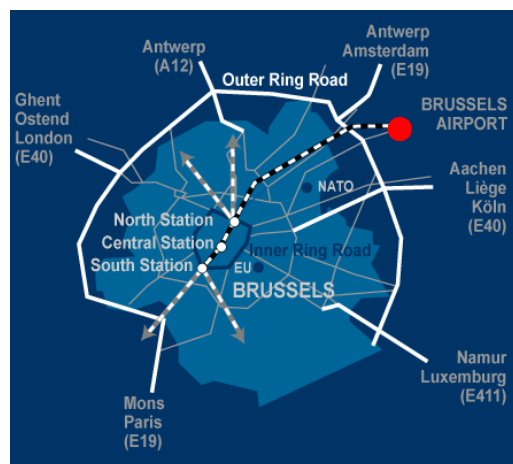 Antwerp
(A12)
Antwerp
Amsterdam
(E19)
Outer Ring Road
Ghent
Ostend
London
(E40)
BRUSSELS
AIRPORT
Aachen
Liège
Köln
(E40)
NATO
North Station
Central Station
South Station
Inner Ring Road
EU
BRUSSELS
Namur
Luxemburg
(E411)
Mons
Paris
(E19)